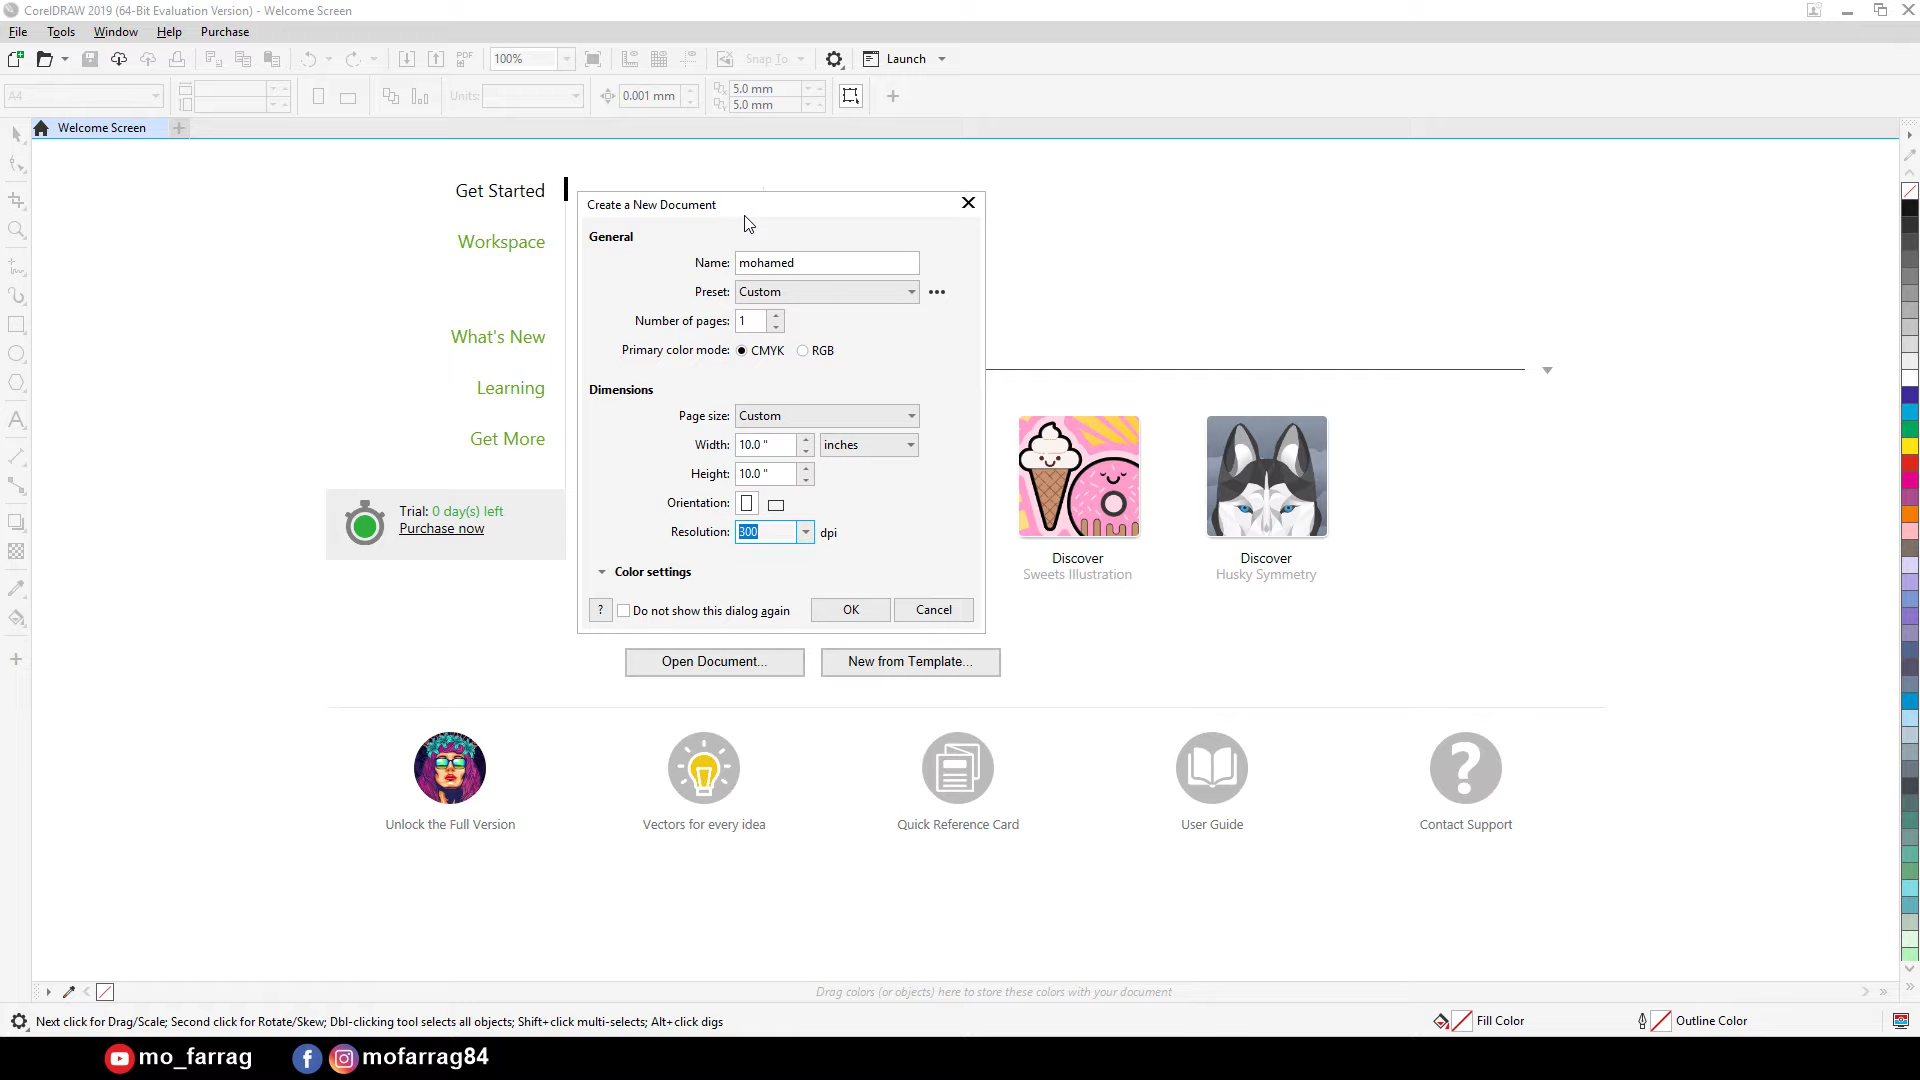 CorelDRAW 2019 (64-Bit Evaluation Version) - Welcome Screen
File Tools Window Help Purchase
PDF 100% Snap To Launch
A4 Units: 0.001 mm 5.0 mm
5.0 mm
Welcome Screen
Get Started
Workspace
What's New
Learning
Get More
Trial: 0 day(s) left
Purchase now
Create a New Document
General
Name: mohamed
Preset: Custom
Number of pages: 1
Primary color mode: CMYK RGB
Dimensions
Page size: Custom
Width: 10.0 " inches
Height: 10.0 "
Orientation:
Resolution: 300 dpi
Color settings
? Do not show this dialog again OK Cancel
Open Document... New from Template...
Discover
Sweets Illustration
Discover
Husky Symmetry
Unlock the Full Version
Vectors for every idea
Quick Reference Card
User Guide
Contact Support
Drag colors (or objects) here to store these colors with your document
Next click for Drag/Scale; Second click for Rotate/Skew; Dbl-clicking tool selects all objects; Shift+click multi-selects; Alt+click digs
Fill Color
Outline Color
mo_farrag mofarrag84